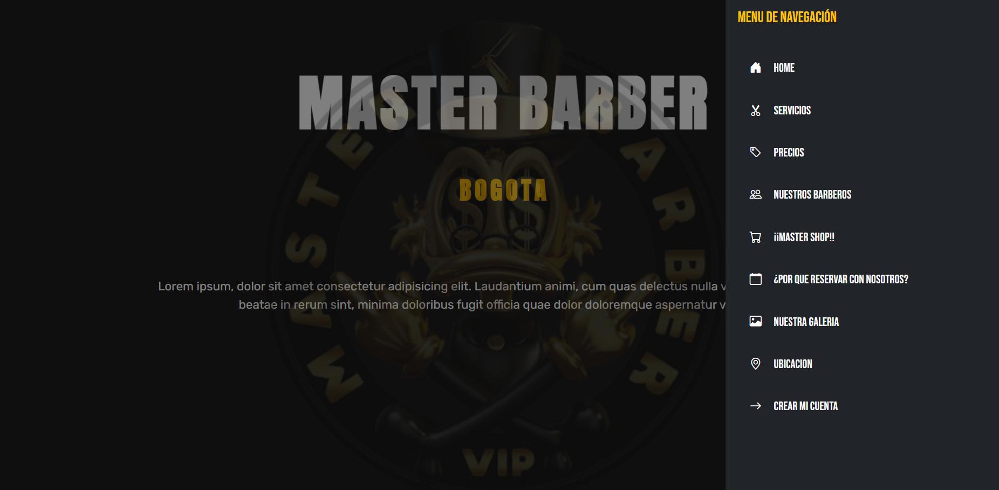 MASTER BARBER
BOGOTA
Lorem ipsum, dolor sit amet consectetur adipisicing elit. Laudantium animi, cum quas delectus nulla
beatae in rerum sint, minima doloribus fugit officia quae dolor doloremque aspernatur
MASTER BARBER
VIP
MENU DE NAVEGACIÓN
HOME
SERVICIOS
PRECIOS
NUESTROS BARBEROS
¡¡MASTER SHOP!!
¿POR QUE RESERVAR CON NOSOTROS?
NUESTRA GALERIA
UBICACION
CREAR MI CUENTA